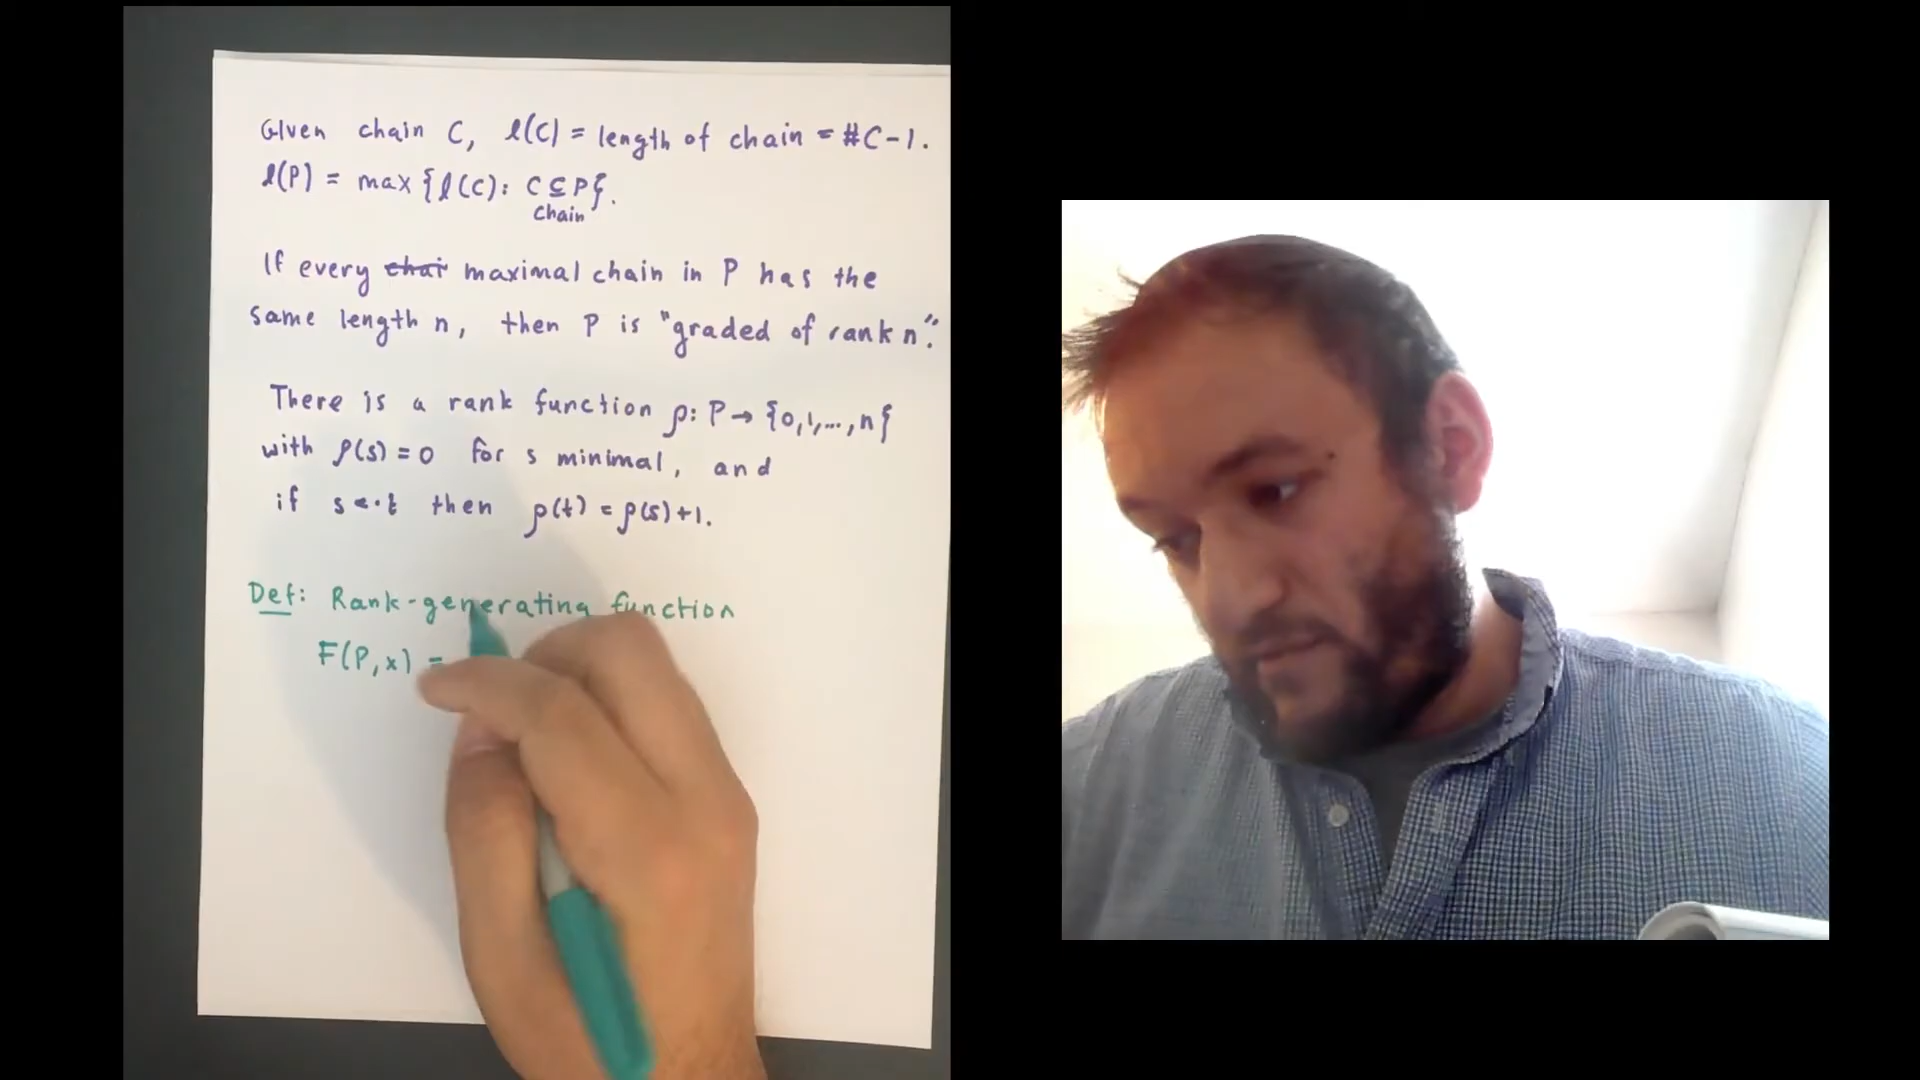 Given chain C, l(C) = length of chain = #C-1.
l(P) = max {l(C): C ⊆ P}.
chain
If every chai maximal chain in P has the
same length n, then P is "graded of rank n".
There is a rank function ρ: P → {0,1,...,n}
with ρ(s) = 0 for s minimal, and
if s <· t then ρ(t) = ρ(s)+1.
Def: Rank-generating function
F(P,x) =